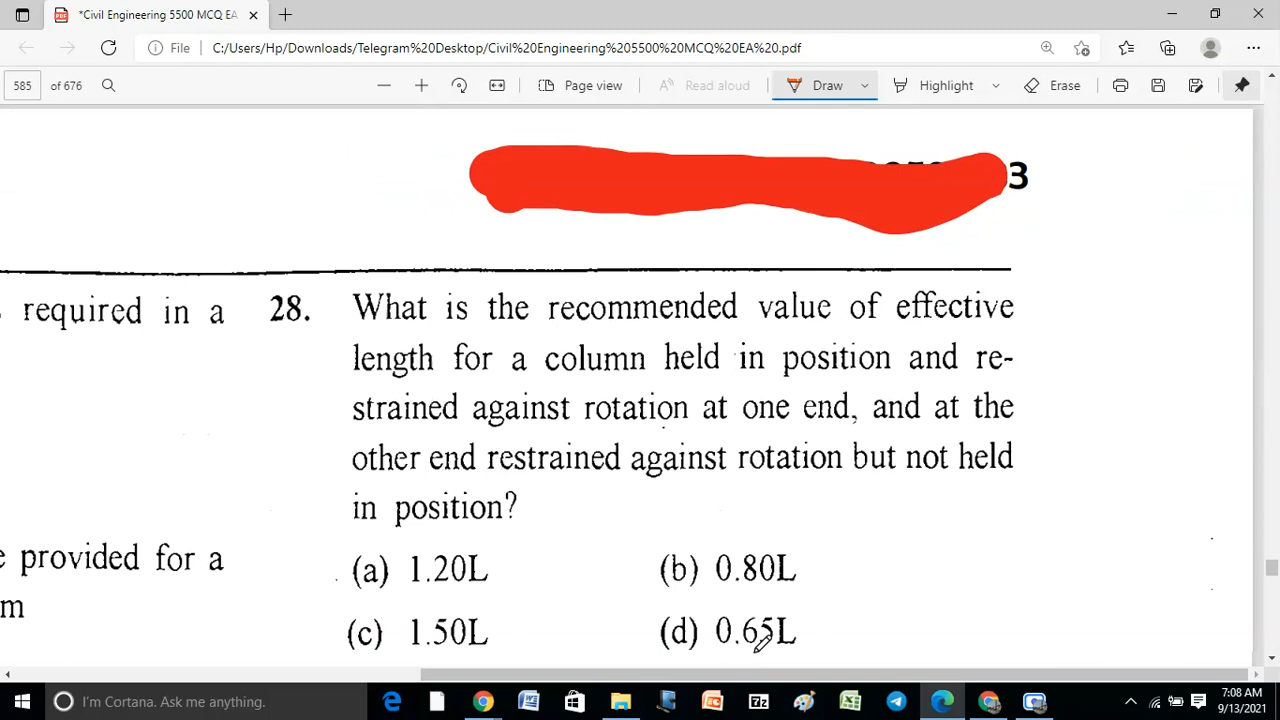 *Civil Engineering 5500 MCQ EA
File
C:/Users/Hp/Downloads/Telegram%20Desktop/Civil%20Engineering%205500%20MCQ%20EA%20.pdf
585 of 676
Page view
Read aloud
Draw
Highlight
Erase
3
required in a
28. What is the recommended value of effective
length for a column held in position and re-
strained against rotation at one end, and at the
other end restrained against rotation but not held
in position?
e provided for a
m
(a) 1.20L (b) 0.80L
(c) 1.50L (d) 0.65L
I'm Cortana. Ask me anything.
7:08 AM
9/13/2021